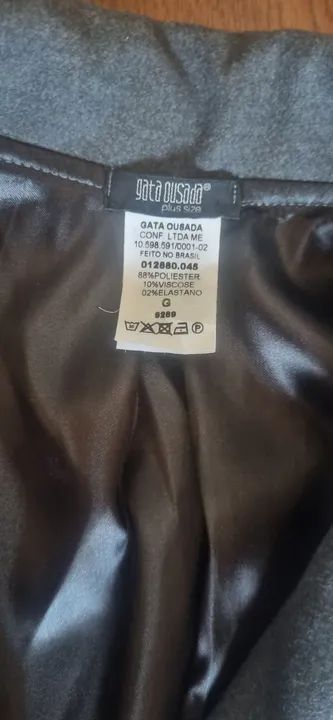 gata ousada®
plus size
GATA OUSADA
CONF. LTDA ME
10.598.591/0001-02
FEITO NO BRASIL
012680.045
88%POLIESTER
10%VISCOSE
02%ELASTANO
G
5269